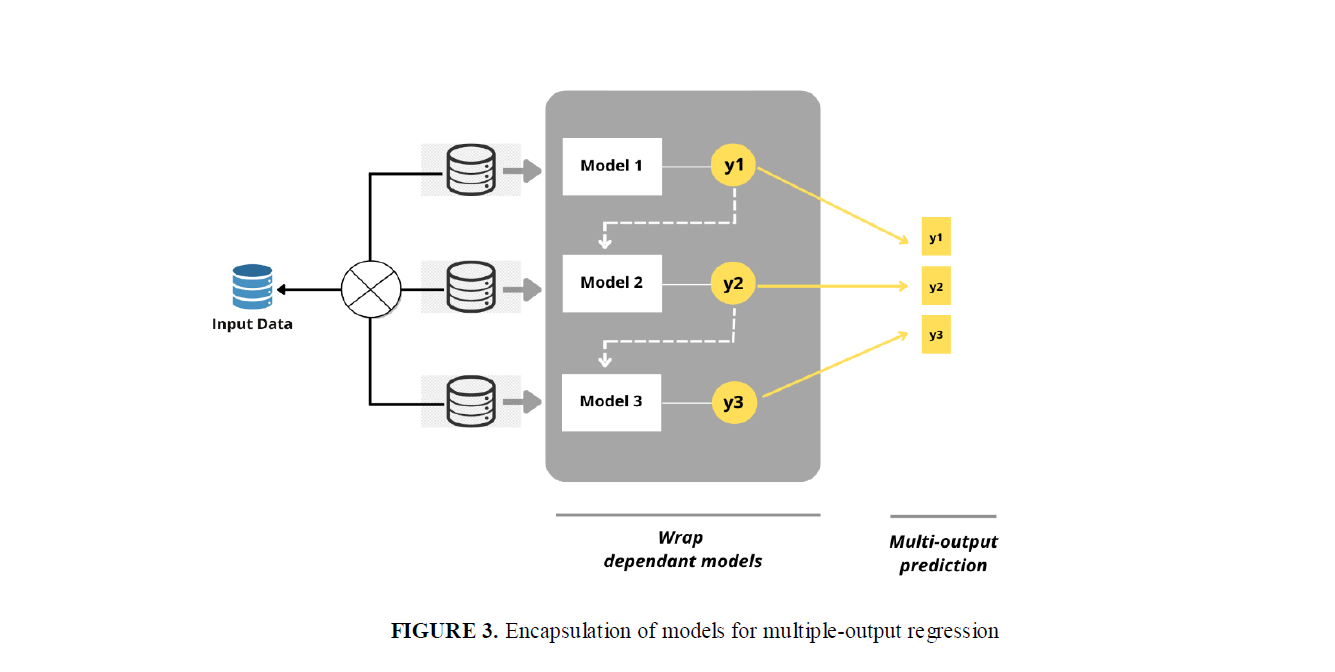 Model 1
y1
y1
Model 2
y2
y2
Input Data
y3
Model 3
y3
Wrap
dependant models
Multi-output
prediction
FIGURE 3. Encapsulation of models for multiple-output regression